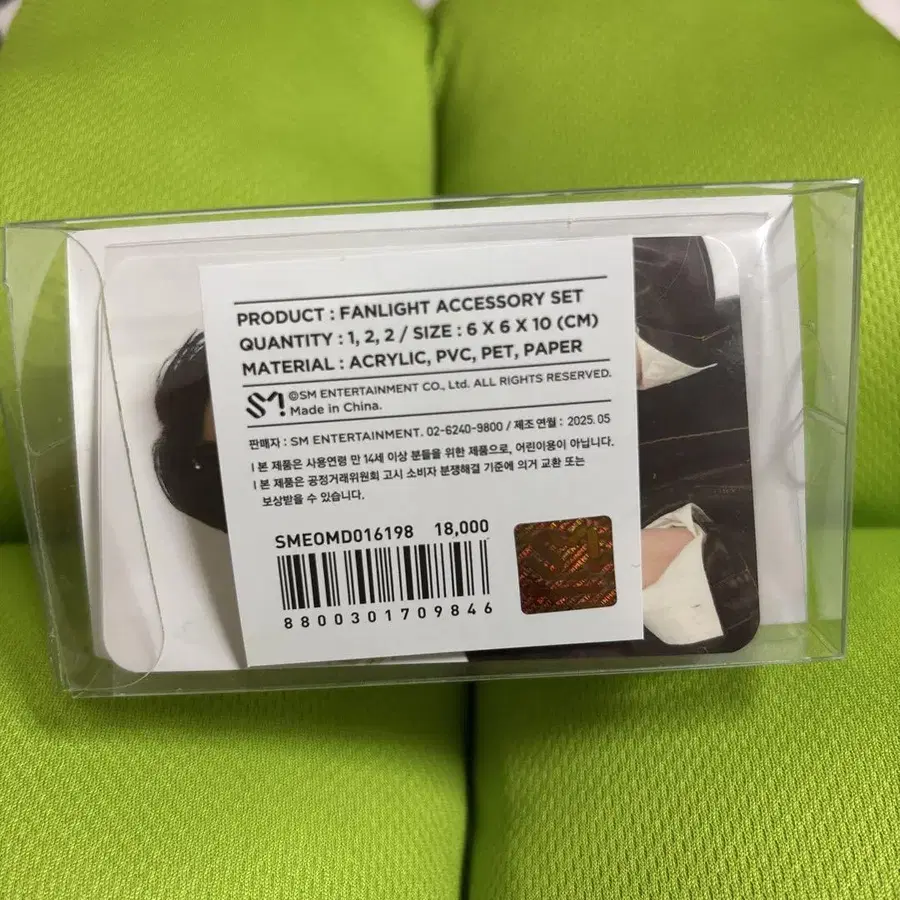 PRODUCT : FANLIGHT ACCESSORY SET
QUANTITY : 1, 2, 2 / SIZE : 6 X 6 X 10 (CM)
MATERIAL : ACRYLIC, PVC, PET, PAPER
SM! ©SM ENTERTAINMENT CO., Ltd. ALL RIGHTS RESERVED.
Made in China.
판매자 : SM ENTERTAINMENT. 02-6240-9800 / 제조 연월 : 2025. 05
| 본 제품은 사용연령 만 14세 이상 분들을 위한 제품으로, 어린이용이 아닙니다.
| 본 제품은 공정거래위원회 고시 소비자 분쟁해결 기준에 의거 교환 또는
보상받을 수 있습니다.
SMEOMD016198 18,000
8800301709846